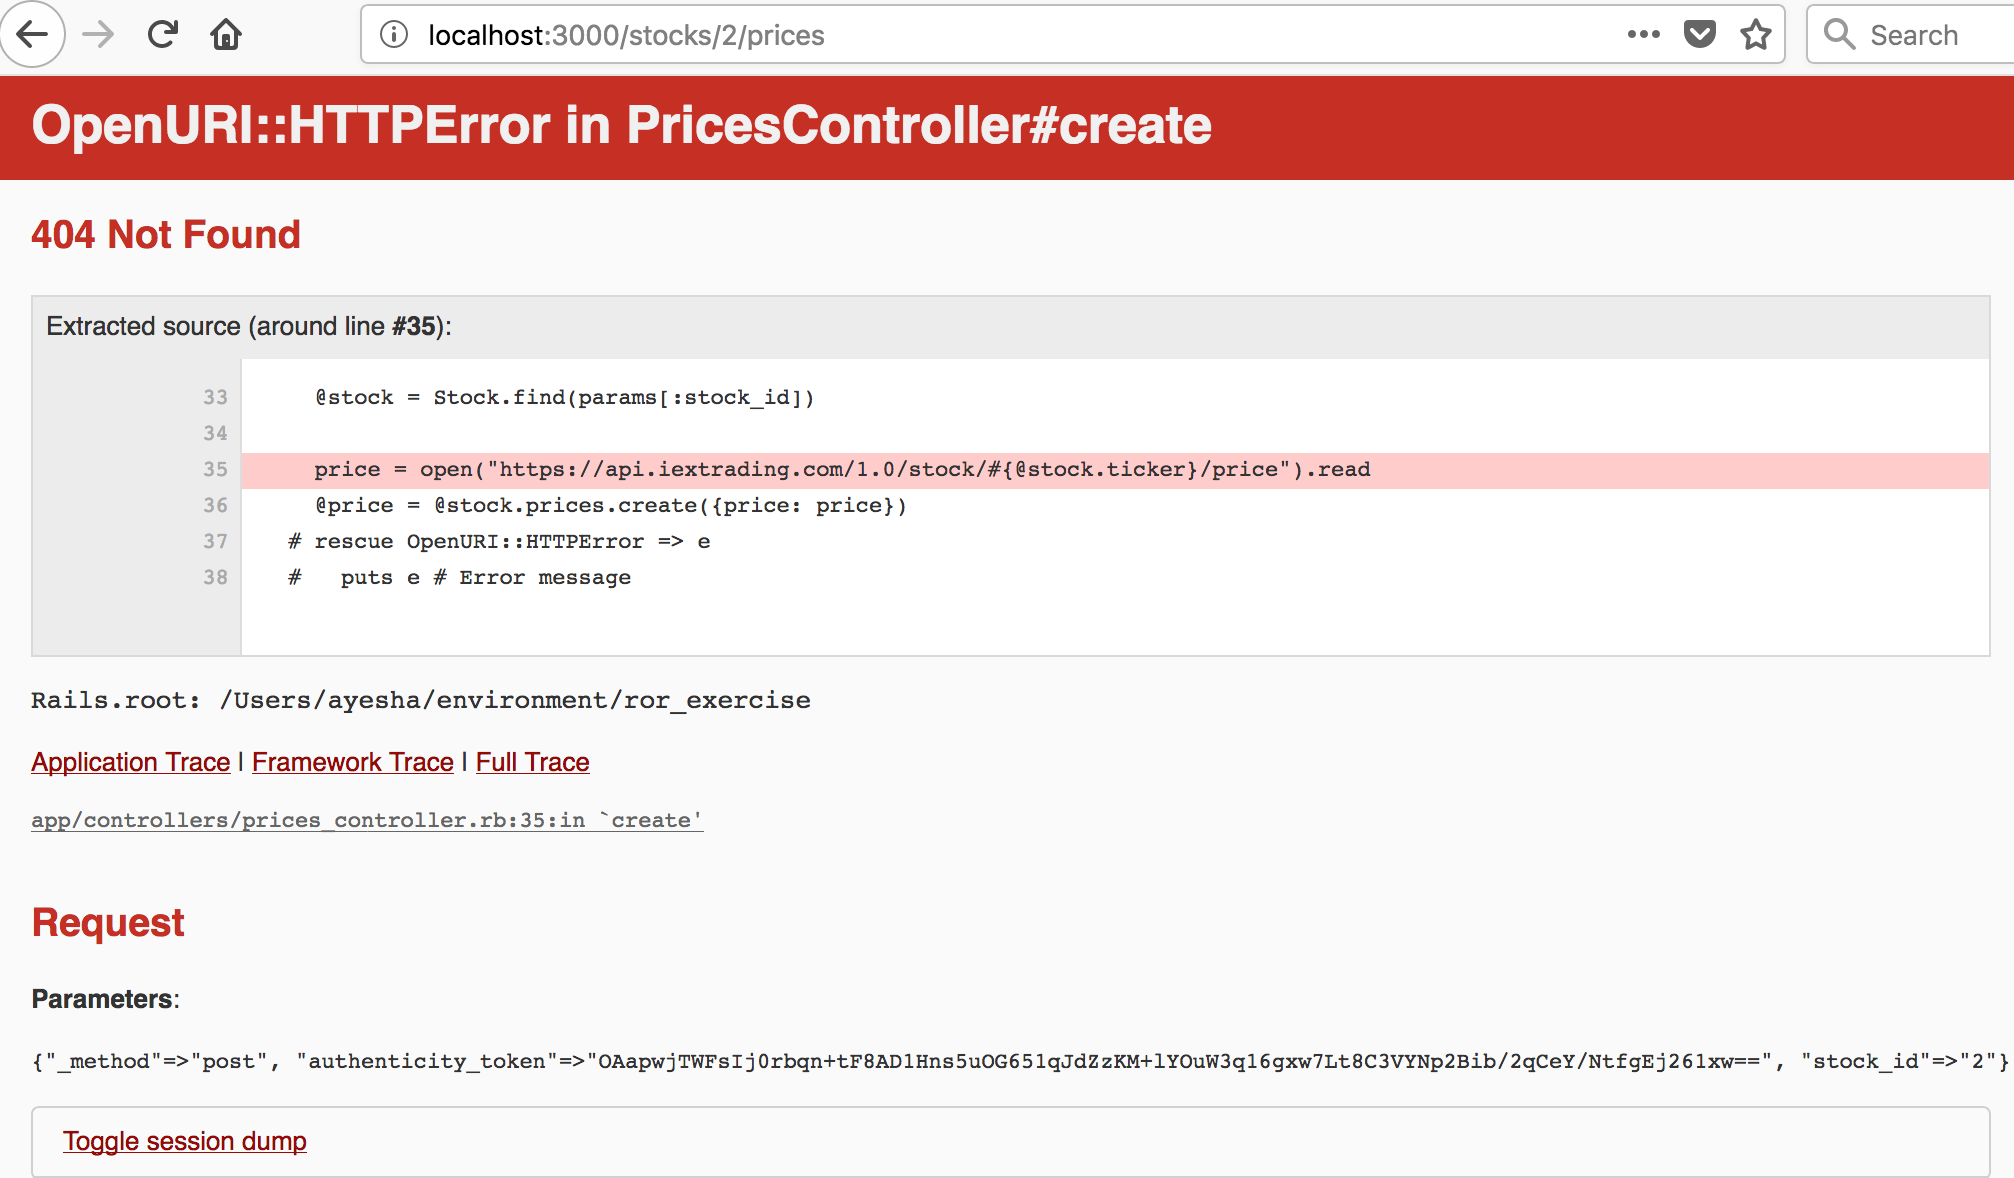 localhost:3000/stocks/2/prices
Search
OpenURI::HTTPError in PricesController#create
404 Not Found
Extracted source (around line #35):
33 @stock = Stock.find(params[:stock_id])
34
35 price = open("https://api.iextrading.com/1.0/stock/#{@stock.ticker}/price").read
36 @price = @stock.prices.create({price: price})
37 # rescue OpenURI::HTTPError => e
38 #   puts e # Error message
Rails.root: /Users/ayesha/environment/ror_exercise
Application Trace | Framework Trace | Full Trace
app/controllers/prices_controller.rb:35:in `create'
Request
Parameters:
{"_method"=>"post", "authenticity_token"=>"OAapwjTWFsIj0rbqn+tF8AD1Hns5uOG651qJdZzKM+lYOuW3q16gxw7Lt8C3VYNp2Bib/2qCeY/NtfgEj261xw==", "stock_id"=>"2"}
Toggle session dump